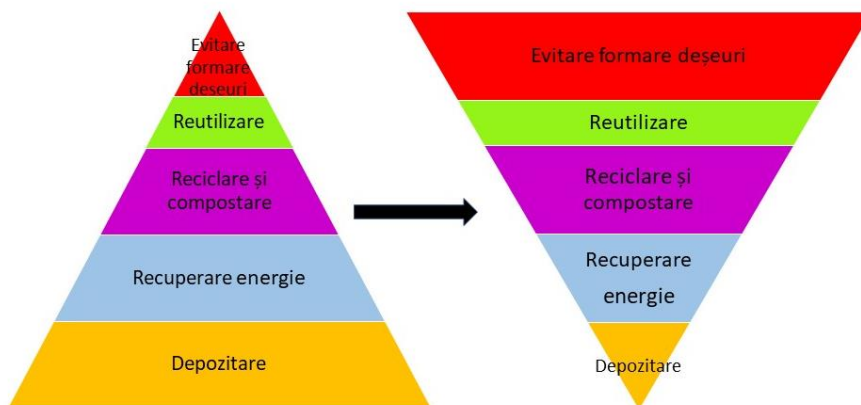 Evitare
formare
deseuri
Reutilizare
Reciclare și
compostare
Recuperare energie
Depozitare
Evitare formare deșeuri
Reutilizare
Reciclare și
compostare
Recuperare
energie
Depozitare